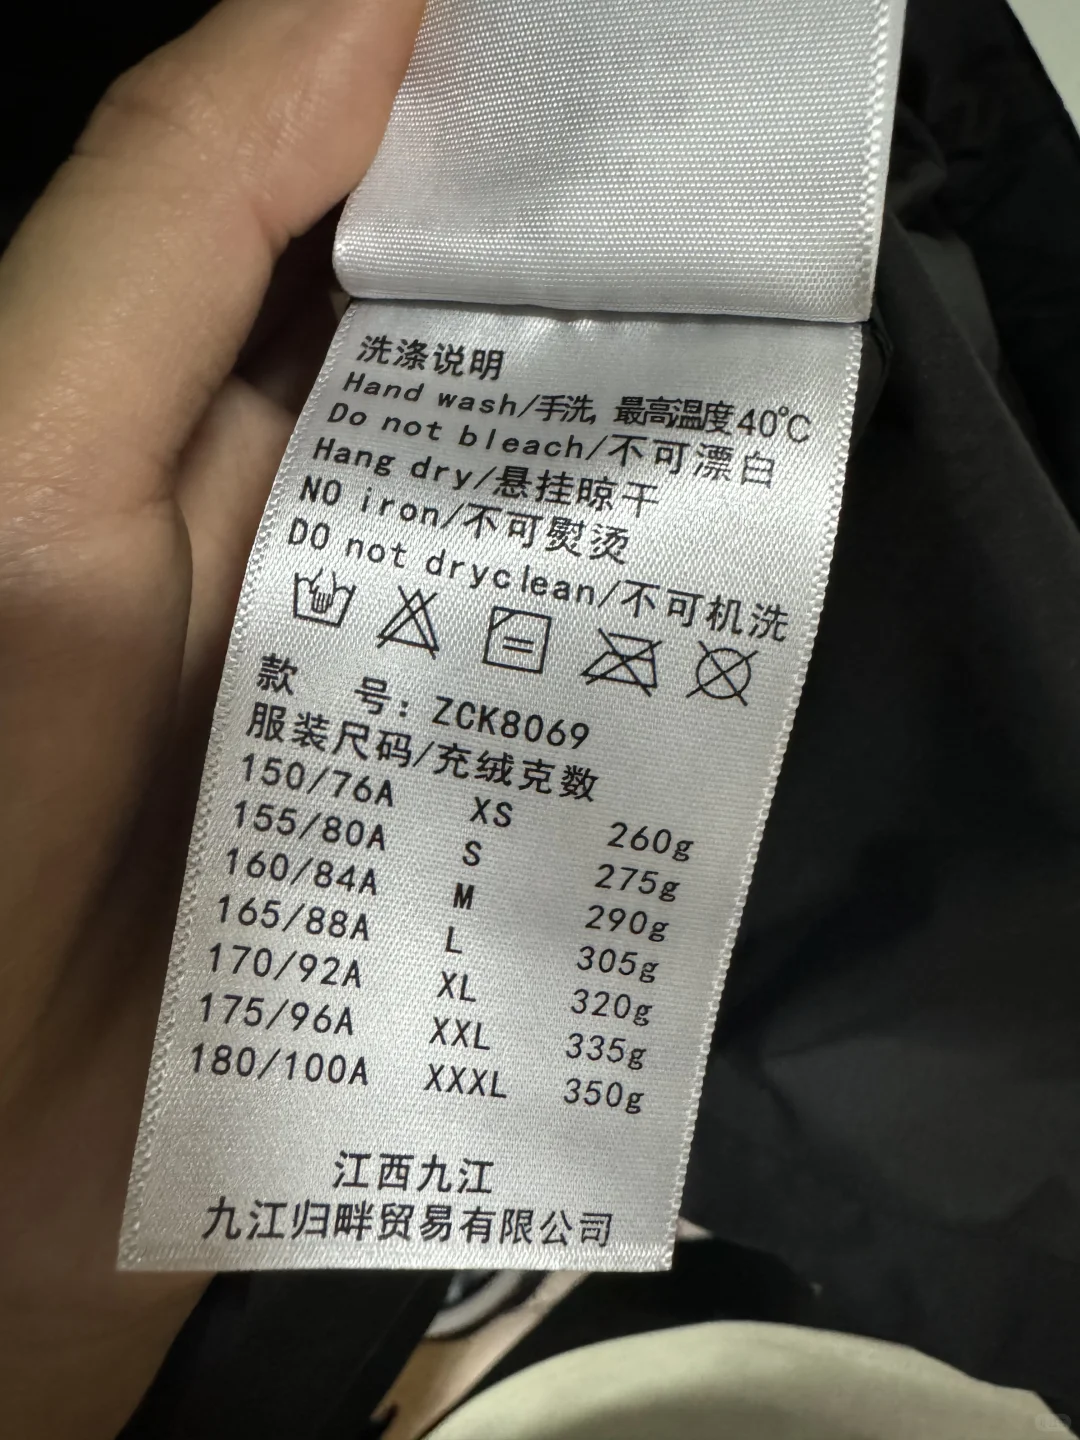 洗涤说明
Hand wash/手洗, 最高温度40℃
Do not bleach/不可漂白
Hang dry/悬挂晾干
NO iron/不可熨烫
DO not dryclean/不可机洗
款 号: ZCK8069
服装尺码/充绒克数
150/76A XS 260g
155/80A S 275g
160/84A M 290g
165/88A L 305g
170/92A XL 320g
175/96A XXL 335g
180/100A XXXL 350g
江西九江
九江归畔贸易有限公司